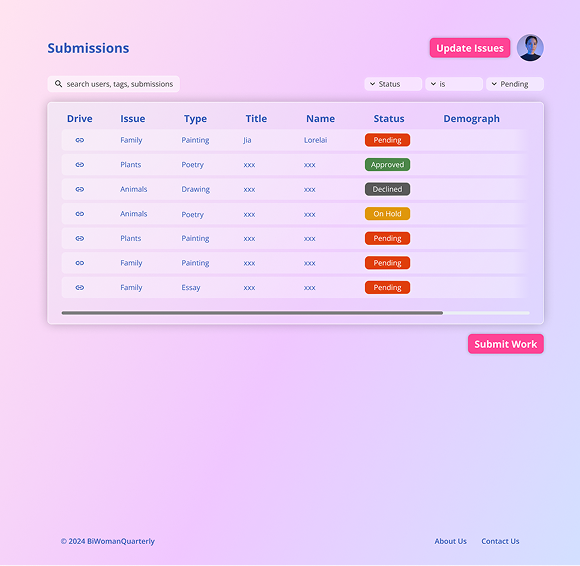 Submissions
Update Issues
search users, tags, submissions
Status
is
Pending
Drive Issue Type Title Name Status Demograph
Family Painting Jia Lorelai Pending
Plants Poetry xxx xxx Approved
Animals Drawing xxx xxx Declined
Animals Poetry xxx xxx On Hold
Plants Painting xxx xxx Pending
Family Painting xxx xxx Pending
Family Essay xxx xxx Pending
Submit Work
© 2024 BiWomanQuarterly
About Us
Contact Us